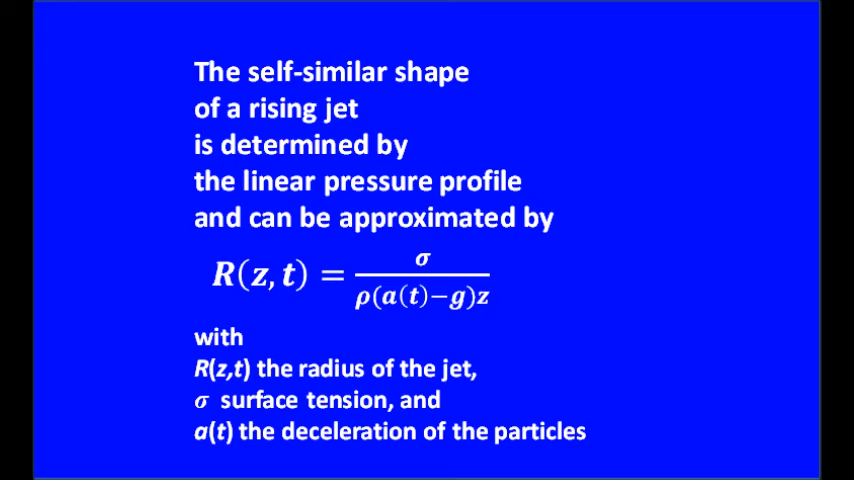 The self-similar shape
of a rising jet
is determined by
the linear pressure profile
and can be approximated by
R(z, t) = σ / ρ(a(t)−g)z
with
R(z,t) the radius of the jet,
σ surface tension, and
a(t) the deceleration of the particles